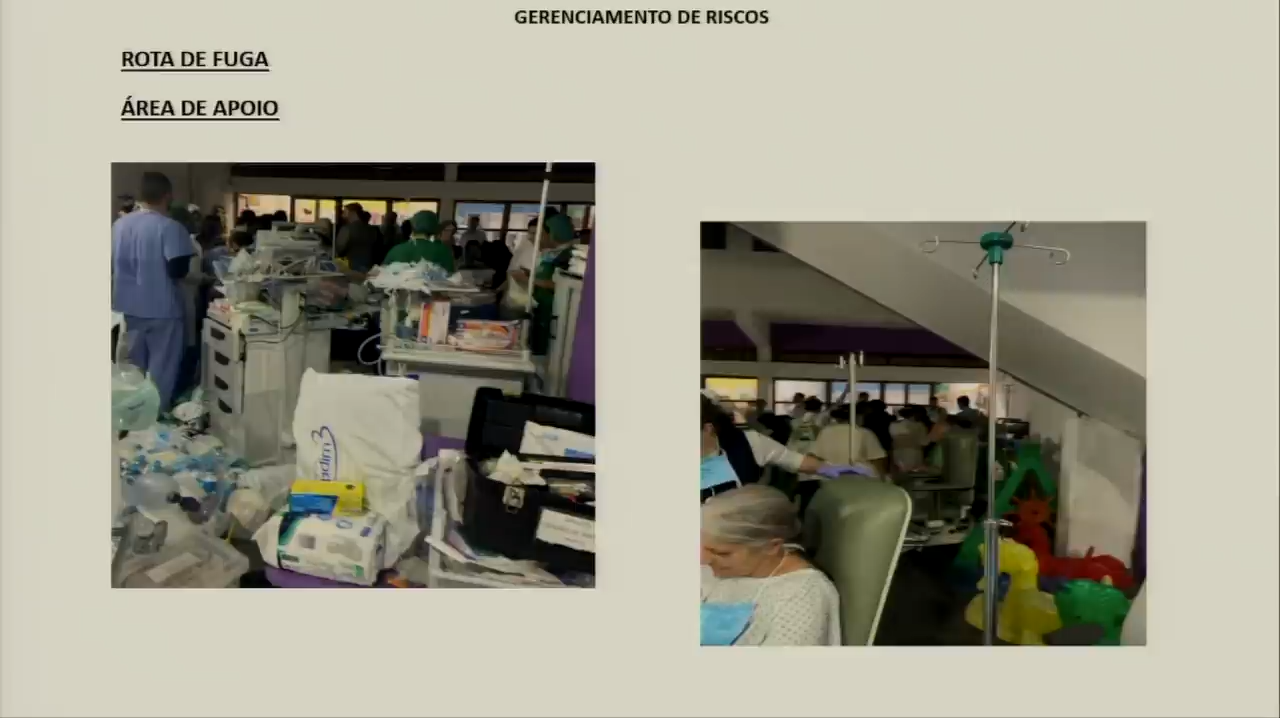 GERENCIAMENTO DE RISCOS
ROTA DE FUGA
ÁREA DE APOIO